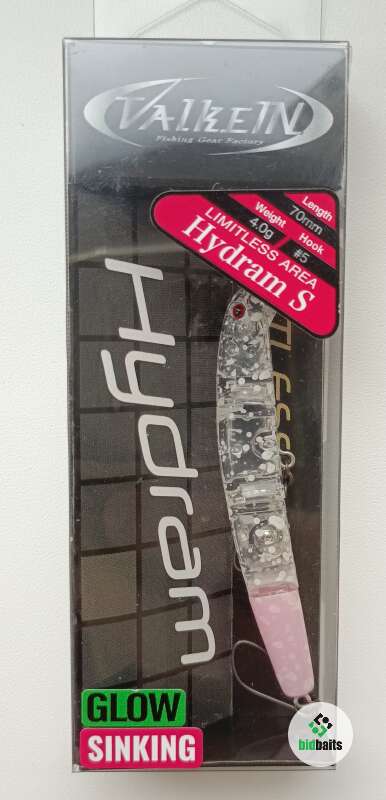 VALKEIN
Fishing Gear Factory
Length
70mm
Weight
4.0g
Hook
#5
LIMITLESS AREA
Hydram S
Hydram
GLOW
SINKING
bidbaits